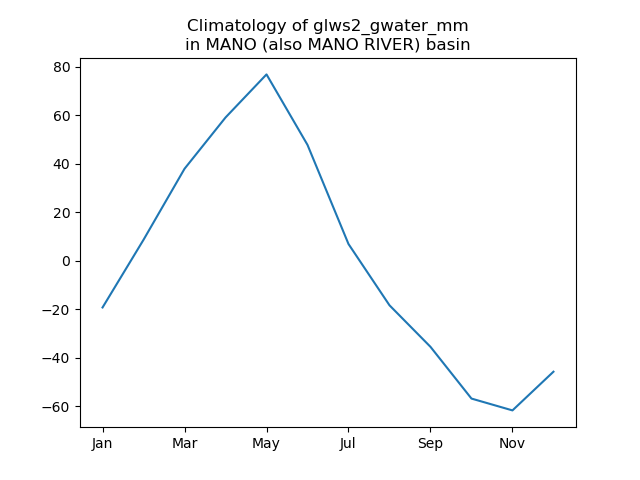 Climatology of glws2_gwater_mm
in MANO (also MANO RIVER) basin
80
60
40
20
0
−20
−40
−60
Jan Mar May Jul Sep Nov